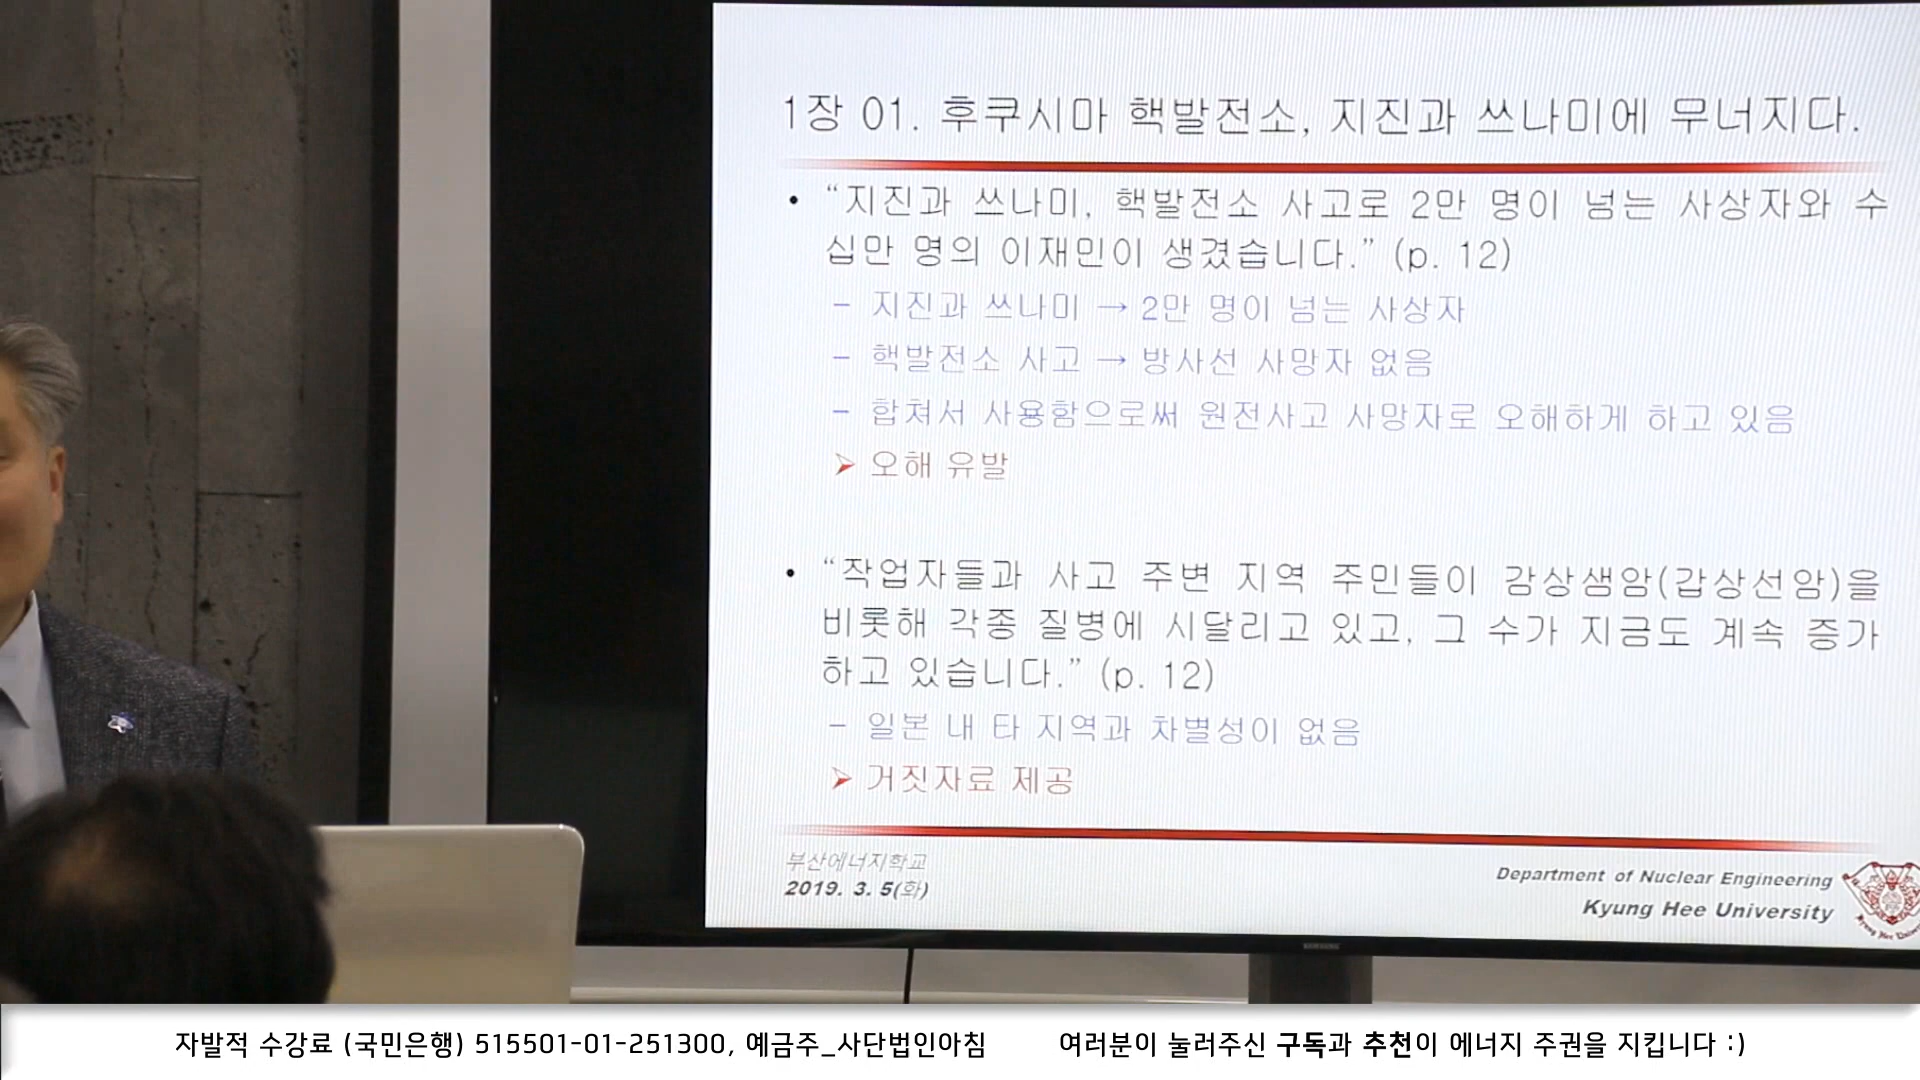 1장 01. 후쿠시마 핵발전소, 지진과 쓰나미에 무너지다.
• “지진과 쓰나미, 핵발전소 사고로 2만 명이 넘는 사상자와 수
십만 명의 이재민이 생겼습니다.” (p. 12)
– 지진과 쓰나미 → 2만 명이 넘는 사상자
– 핵발전소 사고 → 방사선 사망자 없음
– 합쳐서 사용함으로써 원전사고 사망자로 오해하게 하고 있음
➢ 오해 유발
• “작업자들과 사고 주변 지역 주민들이 감상샘암(갑상선암)을
비롯해 각종 질병에 시달리고 있고, 그 수가 지금도 계속 증가
하고 있습니다.” (p. 12)
– 일본 내 타 지역과 차별성이 없음
➢ 거짓자료 제공
부산에너지학교
2019. 3. 5(화)
Department of Nuclear Engineering
Kyung Hee University
SAMSUNG
자발적 수강료 (국민은행) 515501-01-251300, 예금주_사단법인아침
여러분이 눌러주신 구독과 추천이 에너지 주권을 지킵니다 :)